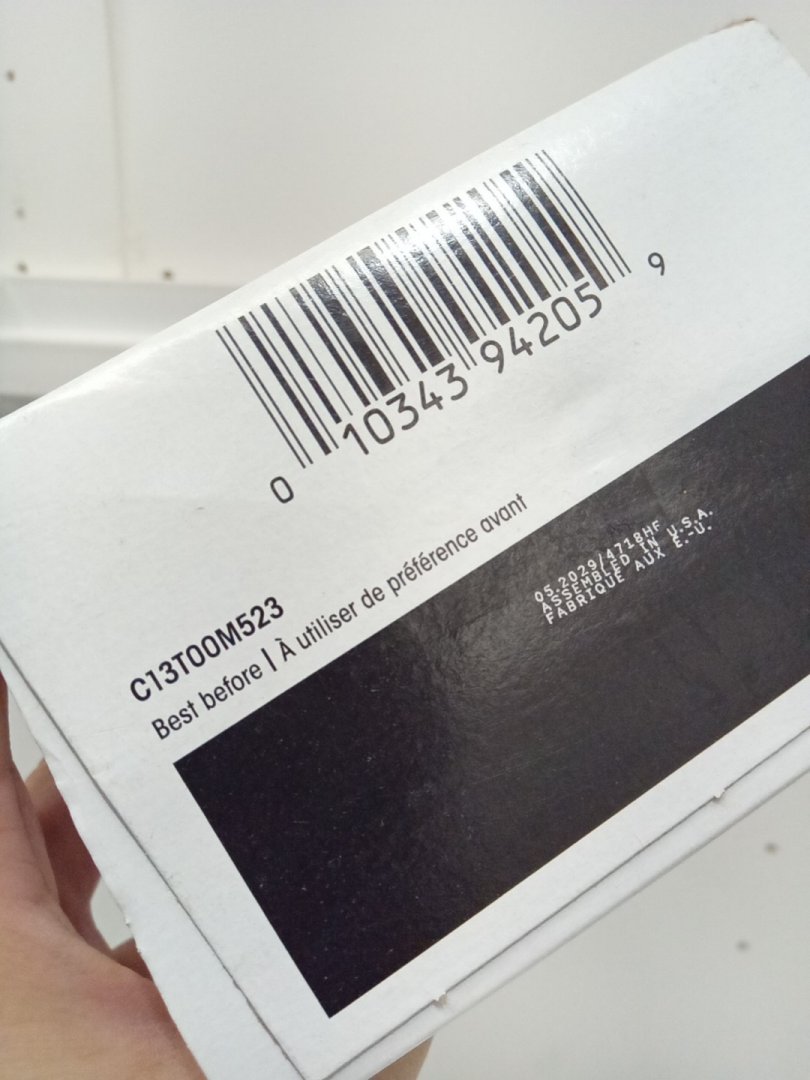 0 10343 94205 9
C13T00M523
Best before | À utiliser de préférence avant
05.2029/4718HF
ASSEMBLED IN U.S.A.
FABRIQUÉ AUX É.-U.